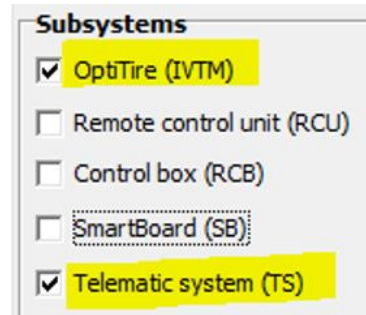 Subsystems
OptiTire (IVTM)
Remote control unit (RCU)
Control box (RCB)
SmartBoard (SB)
Telematic system (TS)